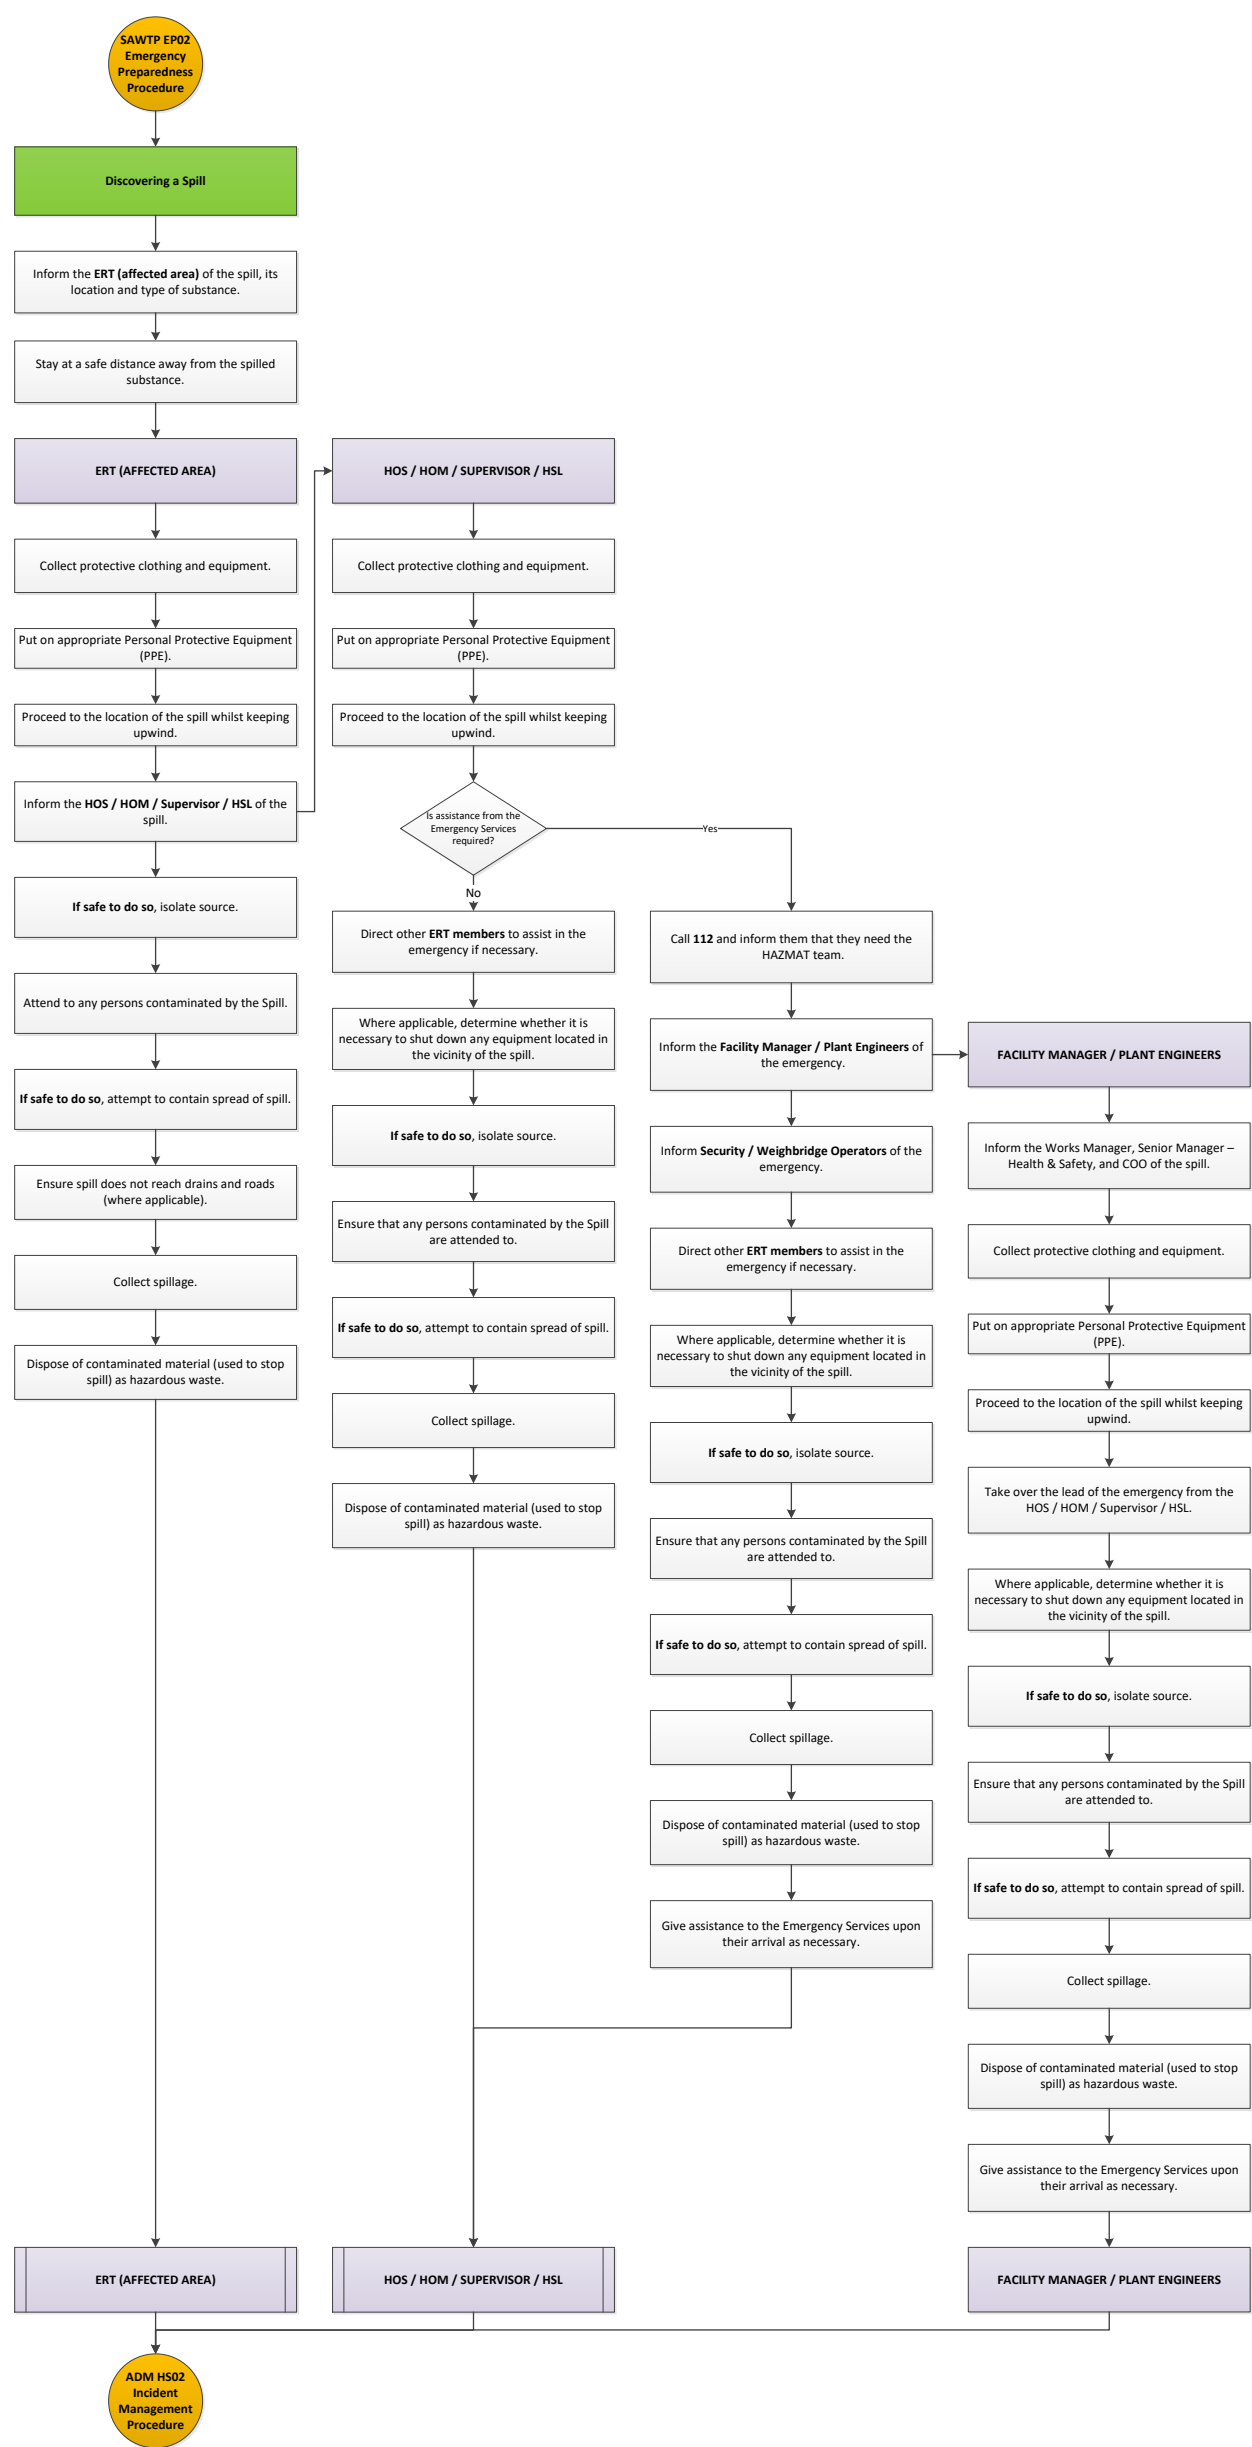 SAWTP EP02
Emergency
Preparedness
Procedure
Discovering a Spill
Inform the ERT (affected area) of the spill, its
location and type of substance.
Stay at a safe distance away from the spilled
substance.
ERT (AFFECTED AREA)
Collect protective clothing and equipment.
Put on appropriate Personal Protective Equipment
(PPE).
Proceed to the location of the spill whilst keeping
upwind.
Inform the HOS / HOM / Supervisor / HSL of the
spill.
If safe to do so, isolate source.
Attend to any persons contaminated by the Spill.
If safe to do so, attempt to contain spread of spill.
Ensure spill does not reach drains and roads
(where applicable).
Collect spillage.
Dispose of contaminated material (used to stop
spill) as hazardous waste.
HOS / HOM / SUPERVISOR / HSL
Collect protective clothing and equipment.
Put on appropriate Personal Protective Equipment
(PPE).
Proceed to the location of the spill whilst keeping
upwind.
Is assistance from the
Emergency Services
required?
Yes
No
Direct other ERT members to assist in the
emergency if necessary.
Where applicable, determine whether it is
necessary to shut down any equipment located in
the vicinity of the spill.
If safe to do so, isolate source.
Ensure that any persons contaminated by the Spill
are attended to.
If safe to do so, attempt to contain spread of spill.
Collect spillage.
Dispose of contaminated material (used to stop
spill) as hazardous waste.
Call 112 and inform them that they need the
HAZMAT team.
Inform the Facility Manager / Plant Engineers of
the emergency.
Inform Security / Weighbridge Operators of the
emergency.
Direct other ERT members to assist in the
emergency if necessary.
Where applicable, determine whether it is
necessary to shut down any equipment located in
the vicinity of the spill.
If safe to do so, isolate source.
Ensure that any persons contaminated by the Spill
are attended to.
If safe to do so, attempt to contain spread of spill.
Collect spillage.
Dispose of contaminated material (used to stop
spill) as hazardous waste.
Give assistance to the Emergency Services upon
their arrival as necessary.
FACILITY MANAGER / PLANT ENGINEERS
Inform the Works Manager, Senior Manager –
Health & Safety, and COO of the spill.
Collect protective clothing and equipment.
Put on appropriate Personal Protective Equipment
(PPE).
Proceed to the location of the spill whilst keeping
upwind.
Take over the lead of the emergency from the
HOS / HOM / Supervisor / HSL.
Where applicable, determine whether it is
necessary to shut down any equipment located in
the vicinity of the spill.
If safe to do so, isolate source.
Ensure that any persons contaminated by the Spill
are attended to.
If safe to do so, attempt to contain spread of spill.
Collect spillage.
Dispose of contaminated material (used to stop
spill) as hazardous waste.
Give assistance to the Emergency Services upon
their arrival as necessary.
ERT (AFFECTED AREA)
HOS / HOM / SUPERVISOR / HSL
FACILITY MANAGER / PLANT ENGINEERS
ADM HS02
Incident
Management
Procedure